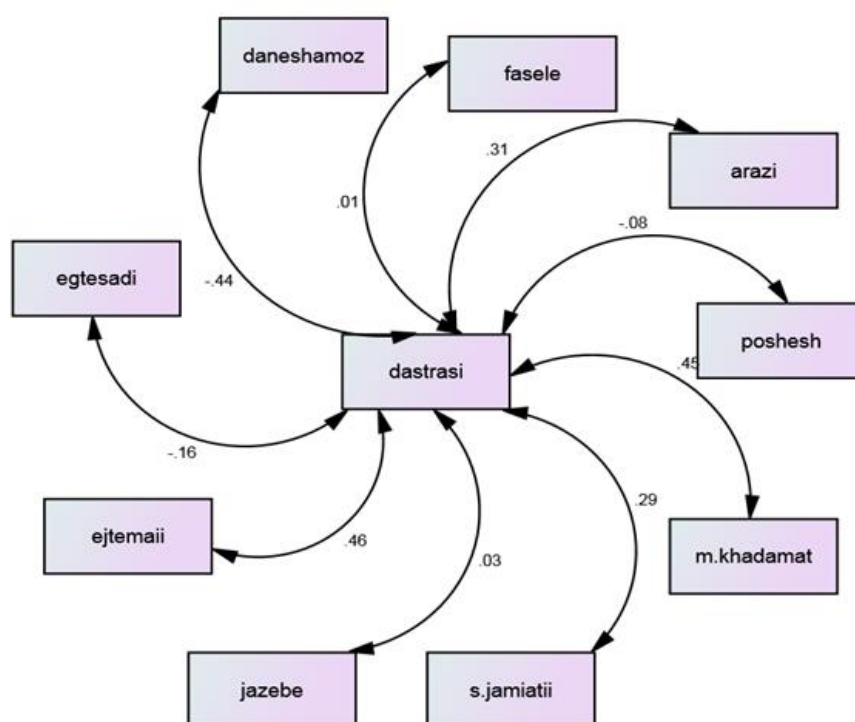 daneshamoz
fasele
.31
arazi
.01
-.08
egtesadi
-.44
poshesh
dastrasi
.45
-.16
.29
ejtemaii
.46
.03
m.khadamat
jazebe
s.jamiatii